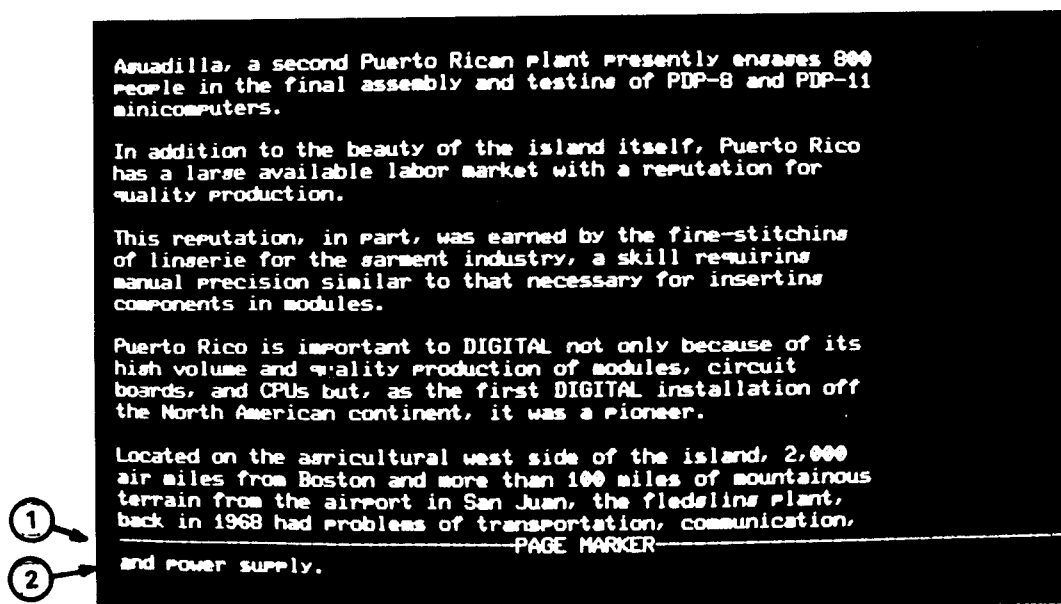 Aguadilla, a second Puerto Rican plant presently engages 800
people in the final assembly and testing of PDP-8 and PDP-11
minicomputers.
In addition to the beauty of the island itself, Puerto Rico
has a large available labor market with a reputation for
quality production.
This reputation, in part, was earned by the fine-stitching
of lingerie for the garment industry, a skill requiring
manual precision similar to that necessary for inserting
components in modules.
Puerto Rico is important to DIGITAL not only because of its
high volume and quality production of modules, circuit
boards, and CPUs but, as the first DIGITAL installation off
the North American continent, it was a pioneer.
Located on the agricultural west side of the island, 2,000
air miles from Boston and more than 100 miles of mountainous
terrain from the airport in San Juan, the fledgling plant,
back in 1968 had problems of transportation, communication,
1
PAGE MARKER
2
and power supply.